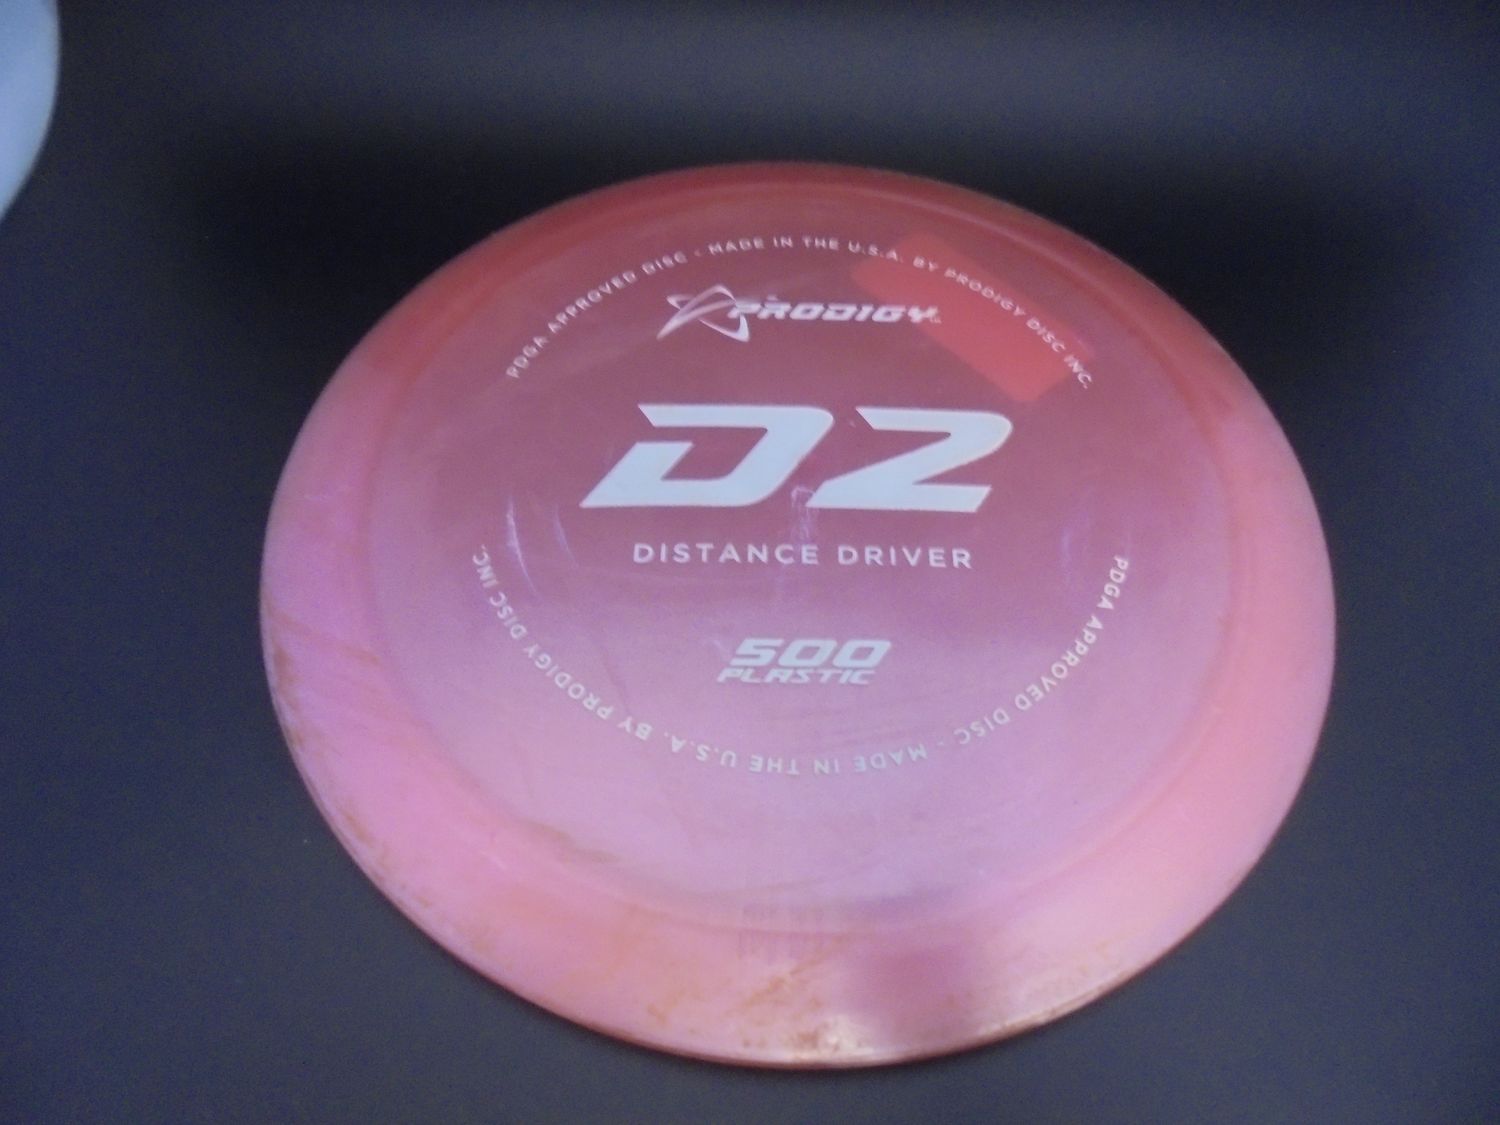 PDGA APPROVED DISC - MADE IN THE U.S.A. BY PRODIGY DISC INC.
PRODIGY
D2
DISTANCE DRIVER
500
PLASTIC
PDGA APPROVED DISC - MADE IN THE U.S.A. BY PRODIGY DISC INC.